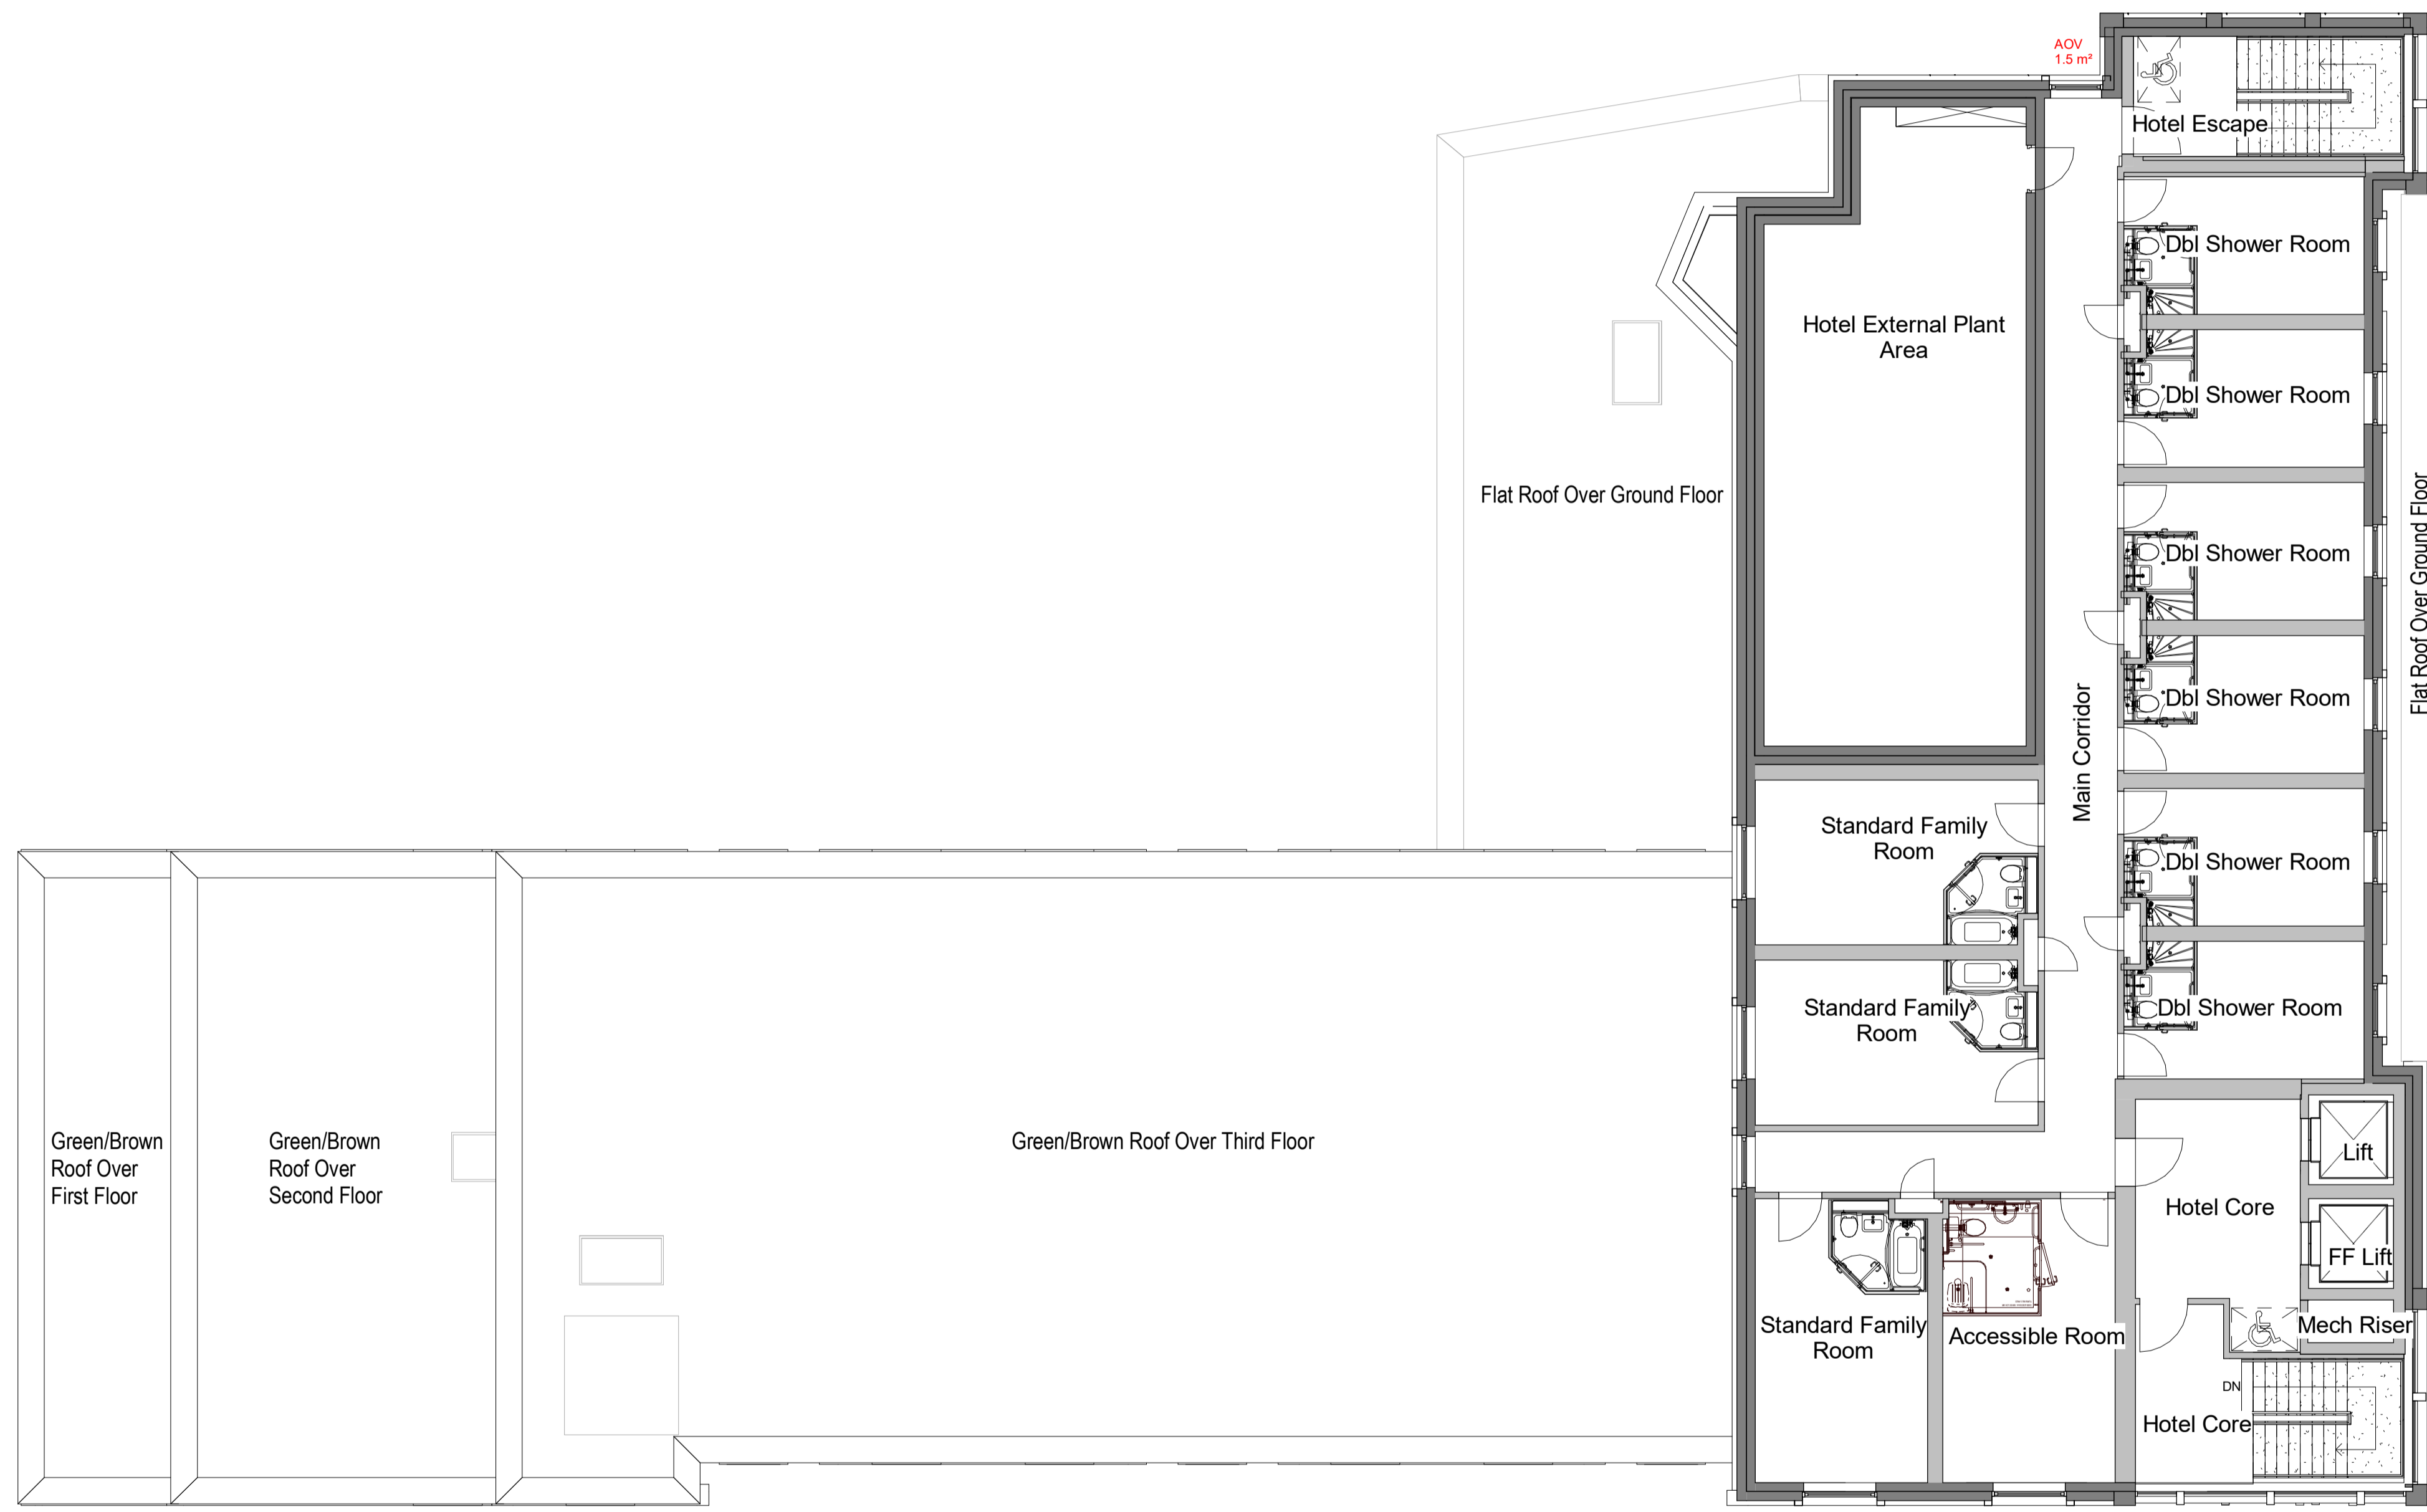 AOV
1.5 m²
Hotel Escape
Dbl Shower Room
Hotel External Plant
Area
Dbl Shower Room
Flat Roof Over Ground Floor
Dbl Shower Room
Flat Roof Over Ground Floor
Dbl Shower Room
Main Corridor
Standard Family
Room
Dbl Shower Room
Standard Family
Room
Dbl Shower Room
Green/Brown
Roof Over
First Floor
Green/Brown
Roof Over
Second Floor
Green/Brown Roof Over Third Floor
Lift
Hotel Core
FF Lift
Standard Family
Room
Accessible Room
Mech Riser
DN
Hotel Core